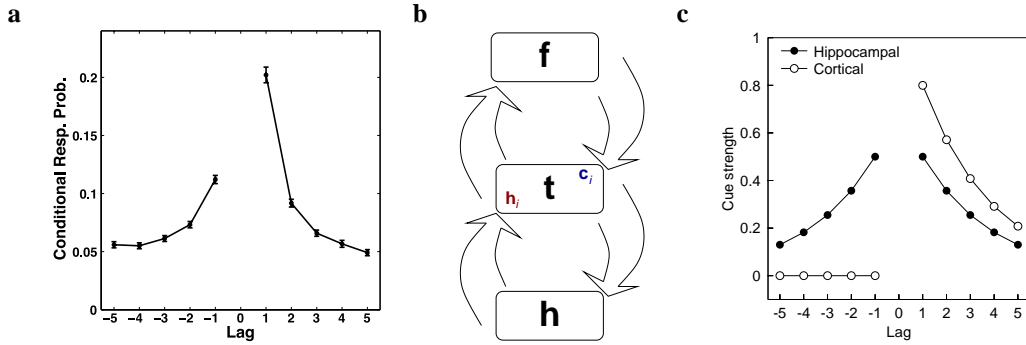 a
Conditional Resp. Prob.
0.2
0.15
0.1
0.05
0
−5 −4 −3 −2 −1 0 1 2 3 4 5
Lag
b
f
t
c_i
h_i
h
c
Cue strength
1
0.8
0.6
0.4
0.2
0
Hippocampal
Cortical
-5 -4 -3 -2 -1 0 1 2 3 4 5
Lag